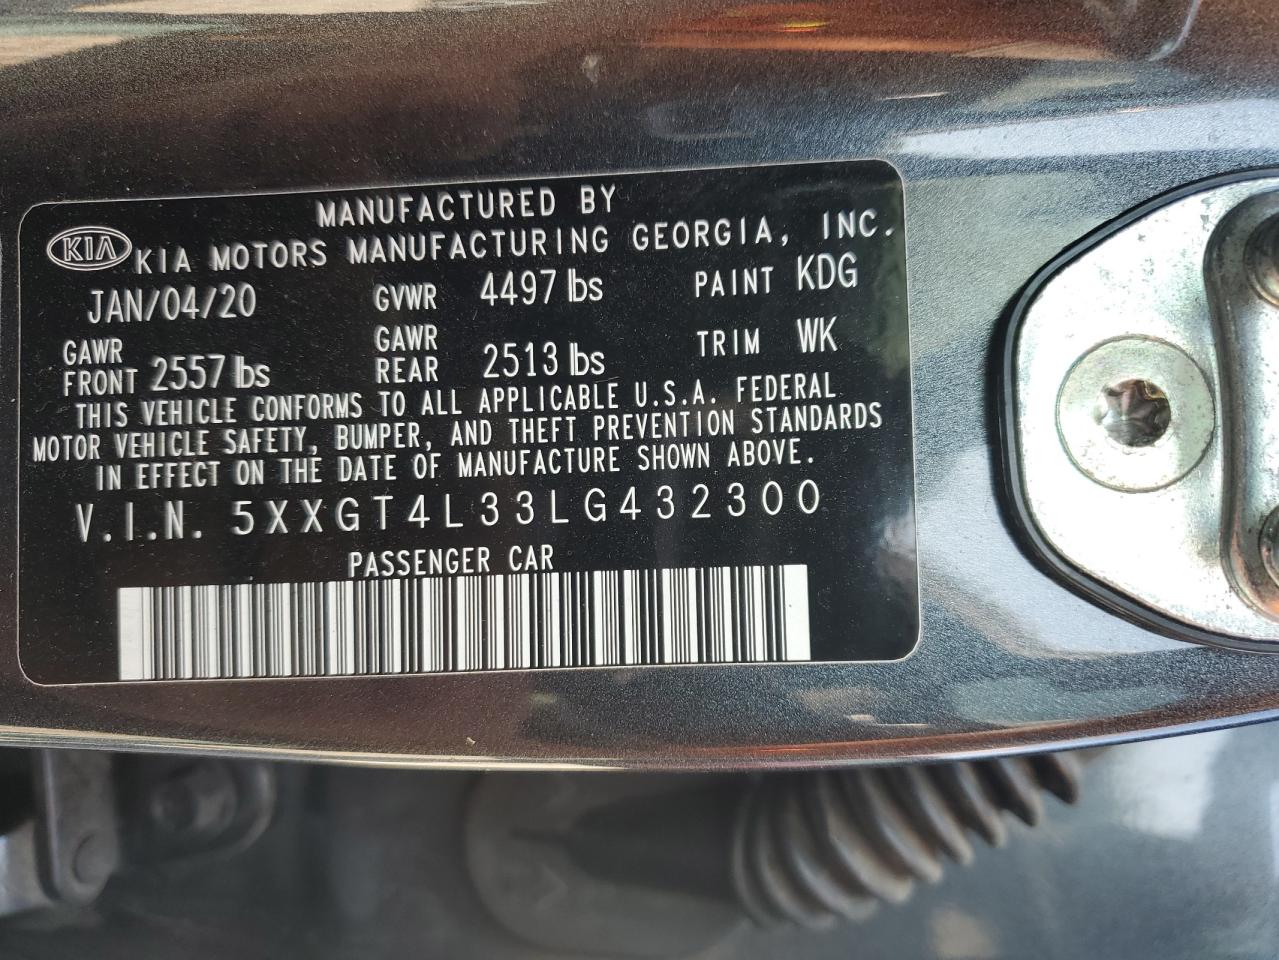 MANUFACTURED BY
KIA KIA MOTORS MANUFACTURING GEORGIA, INC.
JAN/04/20 GVWR 4497 lbs PAINT KDG
GAWR FRONT 2557 lbs GAWR REAR 2513 lbs TRIM WK
THIS VEHICLE CONFORMS TO ALL APPLICABLE U.S.A. FEDERAL
MOTOR VEHICLE SAFETY, BUMPER, AND THEFT PREVENTION STANDARDS
IN EFFECT ON THE DATE OF MANUFACTURE SHOWN ABOVE.
V.I.N. 5XXGT4L33LG432300
PASSENGER CAR